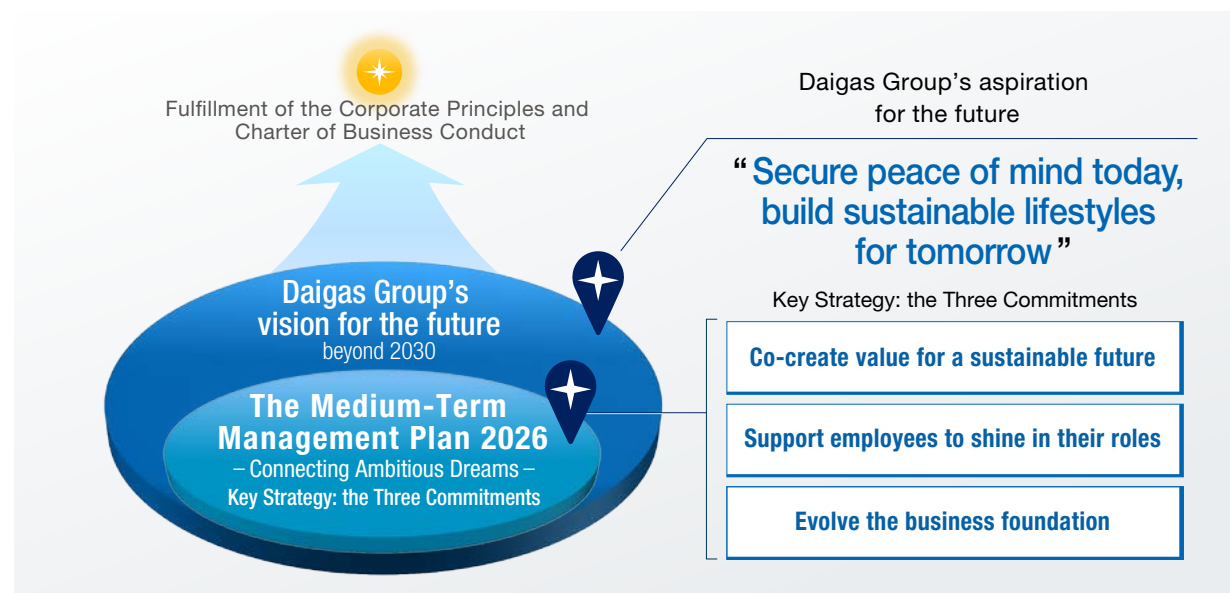 Fulfillment of the Corporate Principles and
Charter of Business Conduct
Daigas Group’s
vision for the future
beyond 2030
The Medium-Term
Management Plan 2026
– Connecting Ambitious Dreams –
Key Strategy: the Three Commitments
Daigas Group’s aspiration
for the future
“Secure peace of mind today,
build sustainable lifestyles
for tomorrow”
Key Strategy: the Three Commitments
Co-create value for a sustainable future
Support employees to shine in their roles
Evolve the business foundation